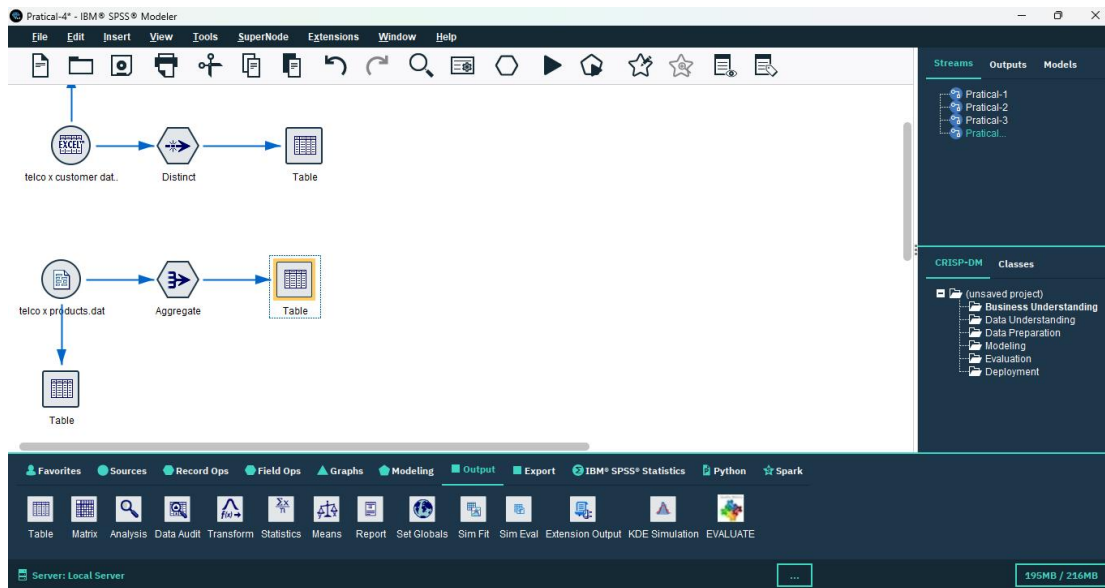 Pratical-4* - IBM® SPSS® Modeler
File Edit Insert View Tools SuperNode Extensions Window Help
Streams Outputs Models
Pratical-1
Pratical-2
Pratical-3
Pratical...
EXCEL
telco x customer dat..
Distinct
Table
telco x products.dat
Aggregate
Table
Table
CRISP-DM Classes
(unsaved project)
Business Understanding
Data Understanding
Data Preparation
Modeling
Evaluation
Deployment
Favorites Sources Record Ops Field Ops Graphs Modeling Output Export IBM® SPSS® Statistics Python Spark
Table Matrix Analysis Data Audit Transform Statistics Means Report Set Globals Sim Fit Sim Eval Extension Output KDE Simulation EVALUATE
Server: Local Server
...
195MB / 216MB